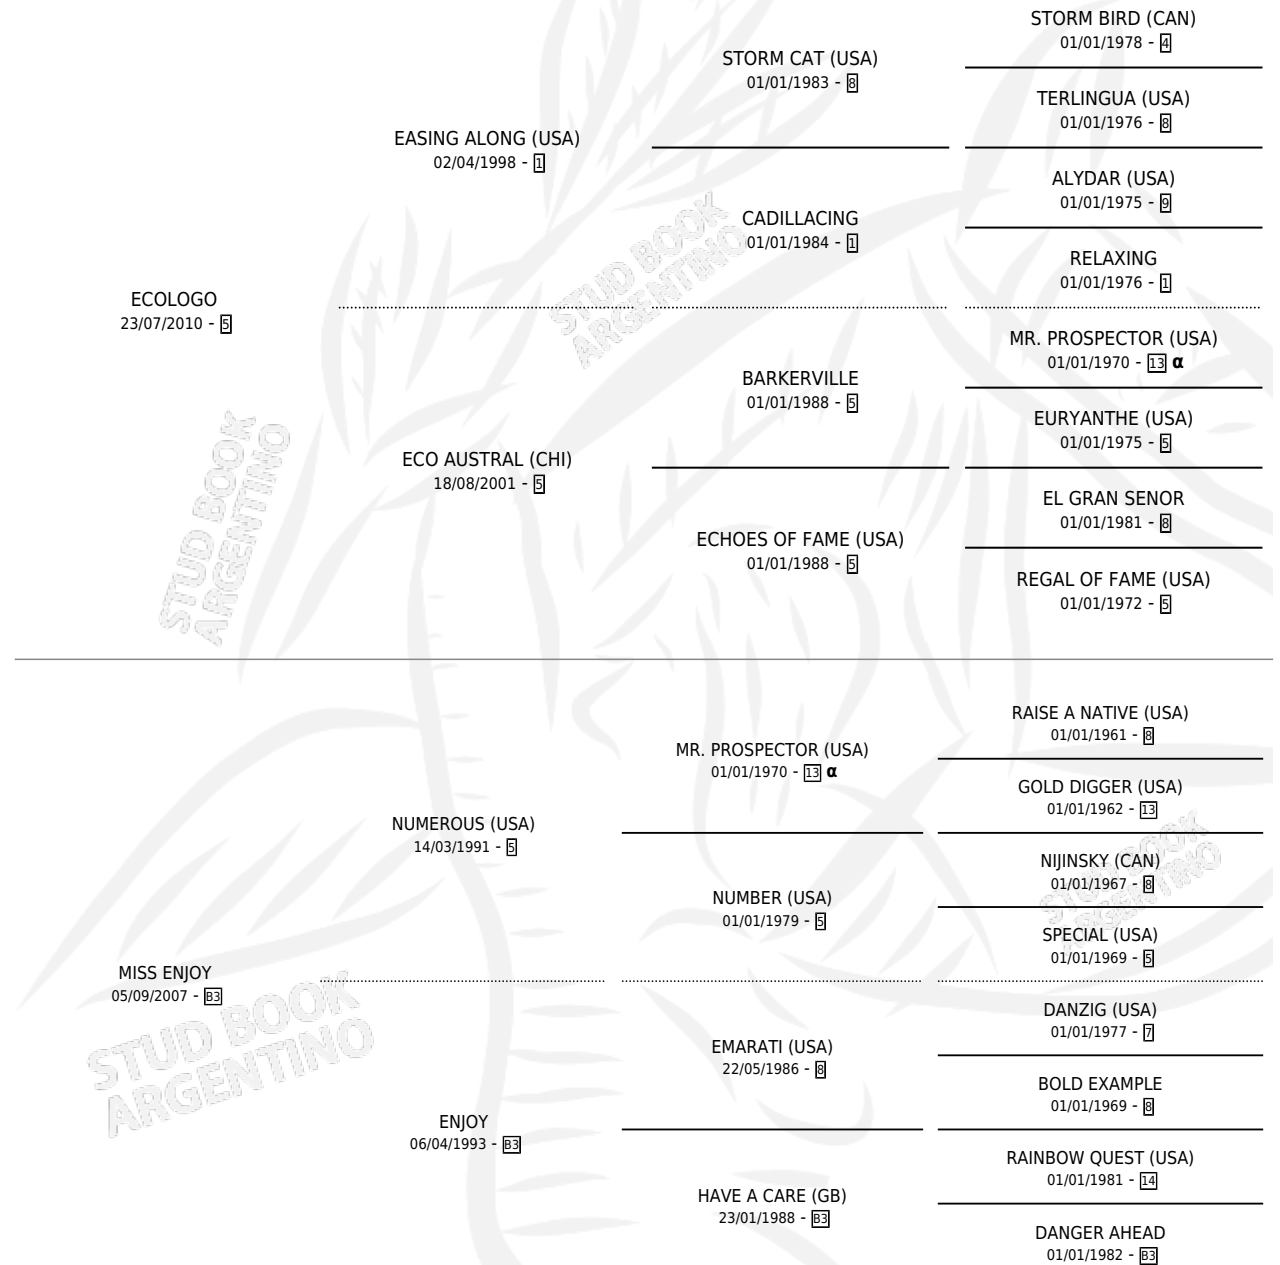 STORM BIRD (CAN)
01/01/1978 - 4
STORM CAT (USA)
01/01/1983 - 8
TERLINGUA (USA)
01/01/1976 - 8
EASING ALONG (USA)
02/04/1998 - 1
ALYDAR (USA)
01/01/1975 - 9
CADILLACING
01/01/1984 - 1
RELAXING
01/01/1976 - 1
ECOLOGO
23/07/2010 - 5
MR. PROSPECTOR (USA)
01/01/1970 - 13 α
BARKERVILLE
01/01/1988 - 5
EURYANTHE (USA)
01/01/1975 - 5
ECO AUSTRAL (CHI)
18/08/2001 - 5
EL GRAN SENOR
01/01/1981 - 8
ECHOES OF FAME (USA)
01/01/1988 - 5
REGAL OF FAME (USA)
01/01/1972 - 5
RAISE A NATIVE (USA)
01/01/1961 - 8
MR. PROSPECTOR (USA)
01/01/1970 - 13 α
GOLD DIGGER (USA)
01/01/1962 - 13
NUMEROUS (USA)
14/03/1991 - 5
NIJINSKY (CAN)
01/01/1967 - 8
NUMBER (USA)
01/01/1979 - 5
SPECIAL (USA)
01/01/1969 - 5
MISS ENJOY
05/09/2007 - B3
DANZIG (USA)
01/01/1977 - 7
EMARATI (USA)
22/05/1986 - 8
BOLD EXAMPLE
01/01/1969 - 8
ENJOY
06/04/1993 - B3
RAINBOW QUEST (USA)
01/01/1981 - 14
HAVE A CARE (GB)
23/01/1988 - B3
DANGER AHEAD
01/01/1982 - B3
STUD BOOK
ARGENTINO
STUD BOOK
ARGENTINO
STUD BOOK
ARGENTINO
STUD BOOK
ARGENTINO